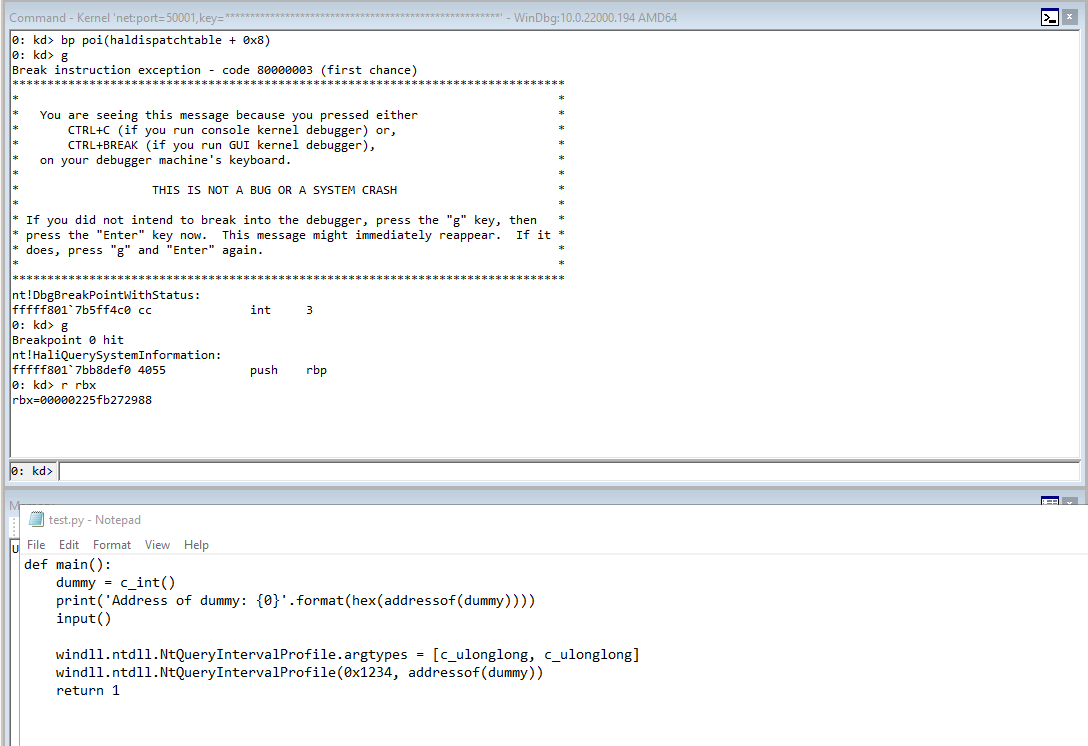 Command - Kernel 'net:port=50001,key=*******************************************************' - WinDbg:10.0.22000.194 AMD64
0: kd> bp poi(haldispatchtable + 0x8)
0: kd> g
Break instruction exception - code 80000003 (first chance)
*******************************************************************************
*                                                                             *
*   You are seeing this message because you pressed either                    *
*       CTRL+C (if you run console kernel debugger) or,                       *
*       CTRL+BREAK (if you run GUI kernel debugger),                          *
*   on your debugger machine's keyboard.                                      *
*                                                                             *
*                   THIS IS NOT A BUG OR A SYSTEM CRASH                       *
*                                                                             *
* If you did not intend to break into the debugger, press the "g" key, then   *
* press the "Enter" key now.  This message might immediately reappear.  If it *
* does, press "g" and "Enter" again.                                          *
*                                                                             *
*******************************************************************************
nt!DbgBreakPointWithStatus:
fffff801`7b5ff4c0 cc              int     3
0: kd> g
Breakpoint 0 hit
nt!HaliQuerySystemInformation:
fffff801`7bb8def0 4055            push    rbp
0: kd> r rbx
rbx=00000225fb272988
0: kd>
test.py - Notepad
File Edit Format View Help
def main():
    dummy = c_int()
    print('Address of dummy: {0}'.format(hex(addressof(dummy))))
    input()
    windll.ntdll.NtQueryIntervalProfile.argtypes = [c_ulonglong, c_ulonglong]
    windll.ntdll.NtQueryIntervalProfile(0x1234, addressof(dummy))
    return 1